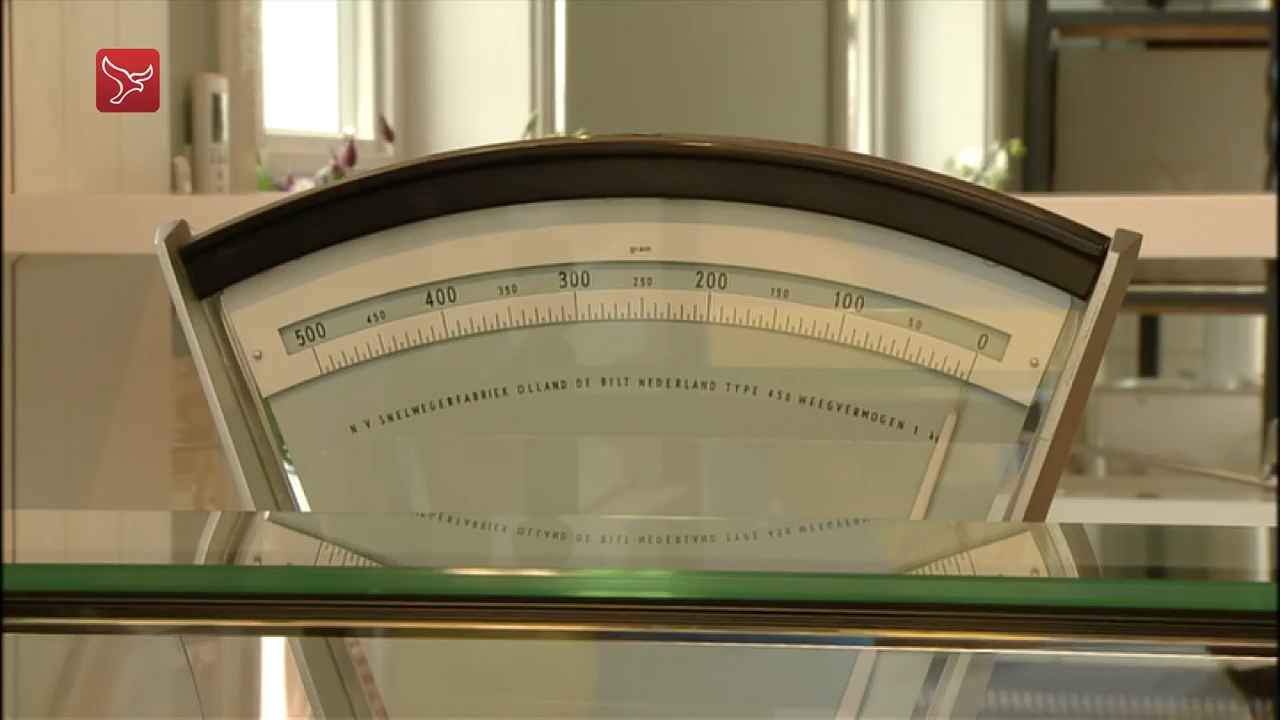 gram
500 450 400 350 300 250 200 150 100 50 0
N V SNELWEGERFABRIEK OLLAND DE BILT NEDERLAND TYPE 450 WEEGVERMOGEN 1